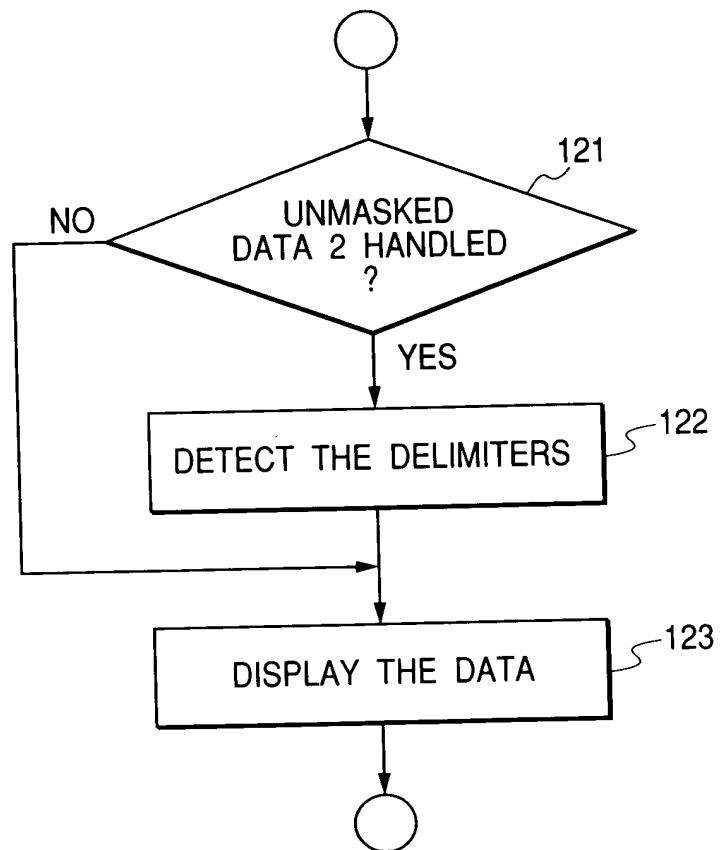 121
NO
UNMASKED
DATA 2 HANDLED
?
YES
122
DETECT THE DELIMITERS
123
DISPLAY THE DATA